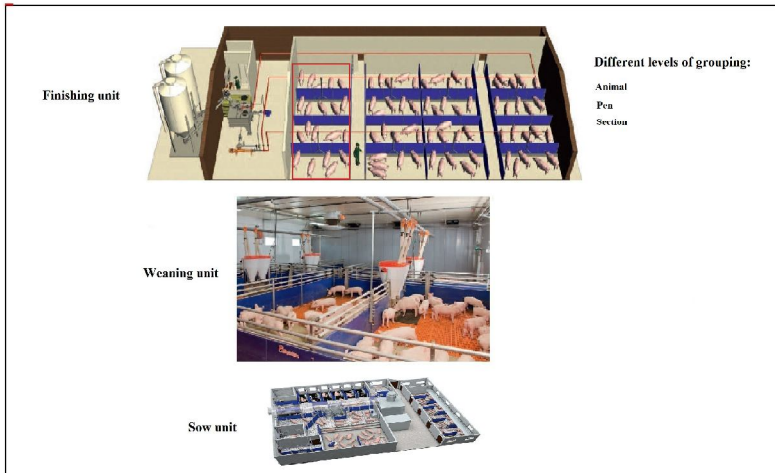 Different levels of grouping:
Finishing unit
Animal
Pen
Section
Weaning unit
Sow unit